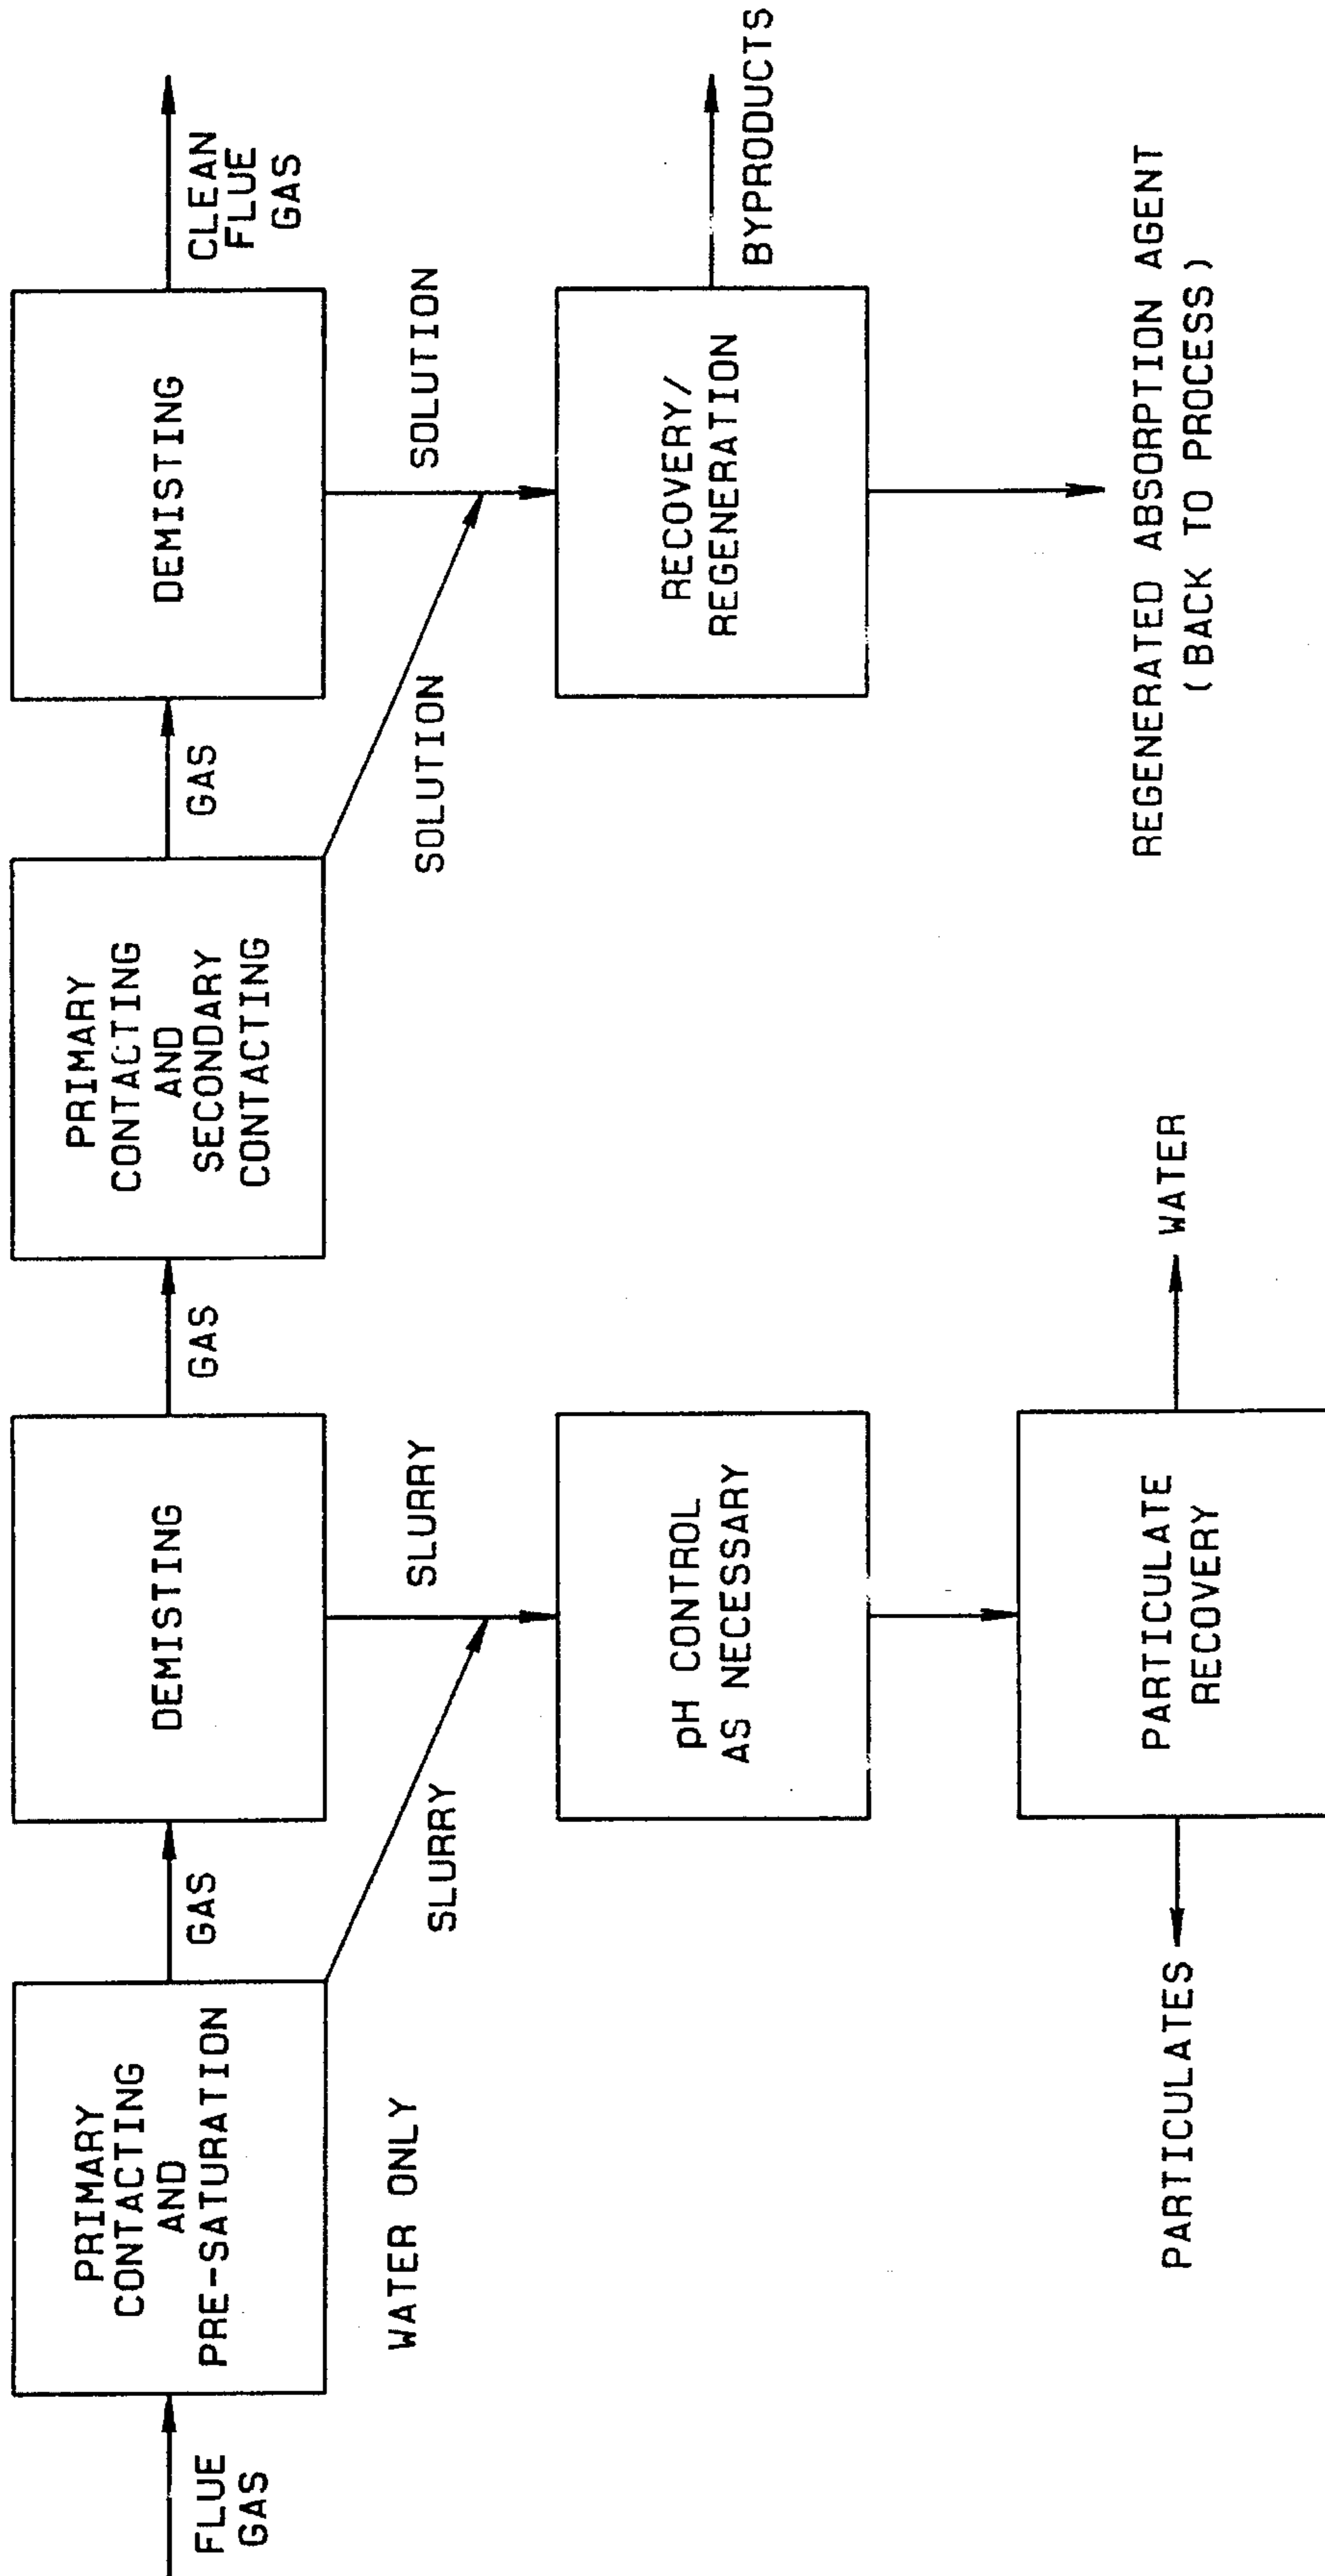 FLUE
GAS
PRIMARY
CONTACTING
AND
PRE-SATURATION
WATER ONLY
GAS
SLURRY
DEMISTING
SLURRY
GAS
PRIMARY
CONTACTING
AND
SECONDARY
CONTACTING
GAS
SOLUTION
DEMISTING
SOLUTION
CLEAN
FLUE
GAS
pH CONTROL
AS NECESSARY
RECOVERY/
REGENERATION
BYPRODUCTS
PARTICULATES
PARTICULATE
RECOVERY
WATER
REGENERATED ABSORPTION AGENT
(BACK TO PROCESS)